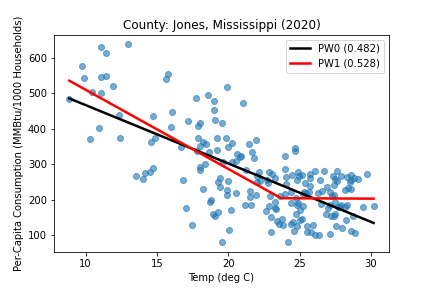 County: Jones, Mississippi (2020)
PW0 (0.482)
PW1 (0.528)
Per-Capita Consumption (MMBtu/1000 Households)
600
500
400
300
200
100
10 15 20 25 30
Temp (deg C)